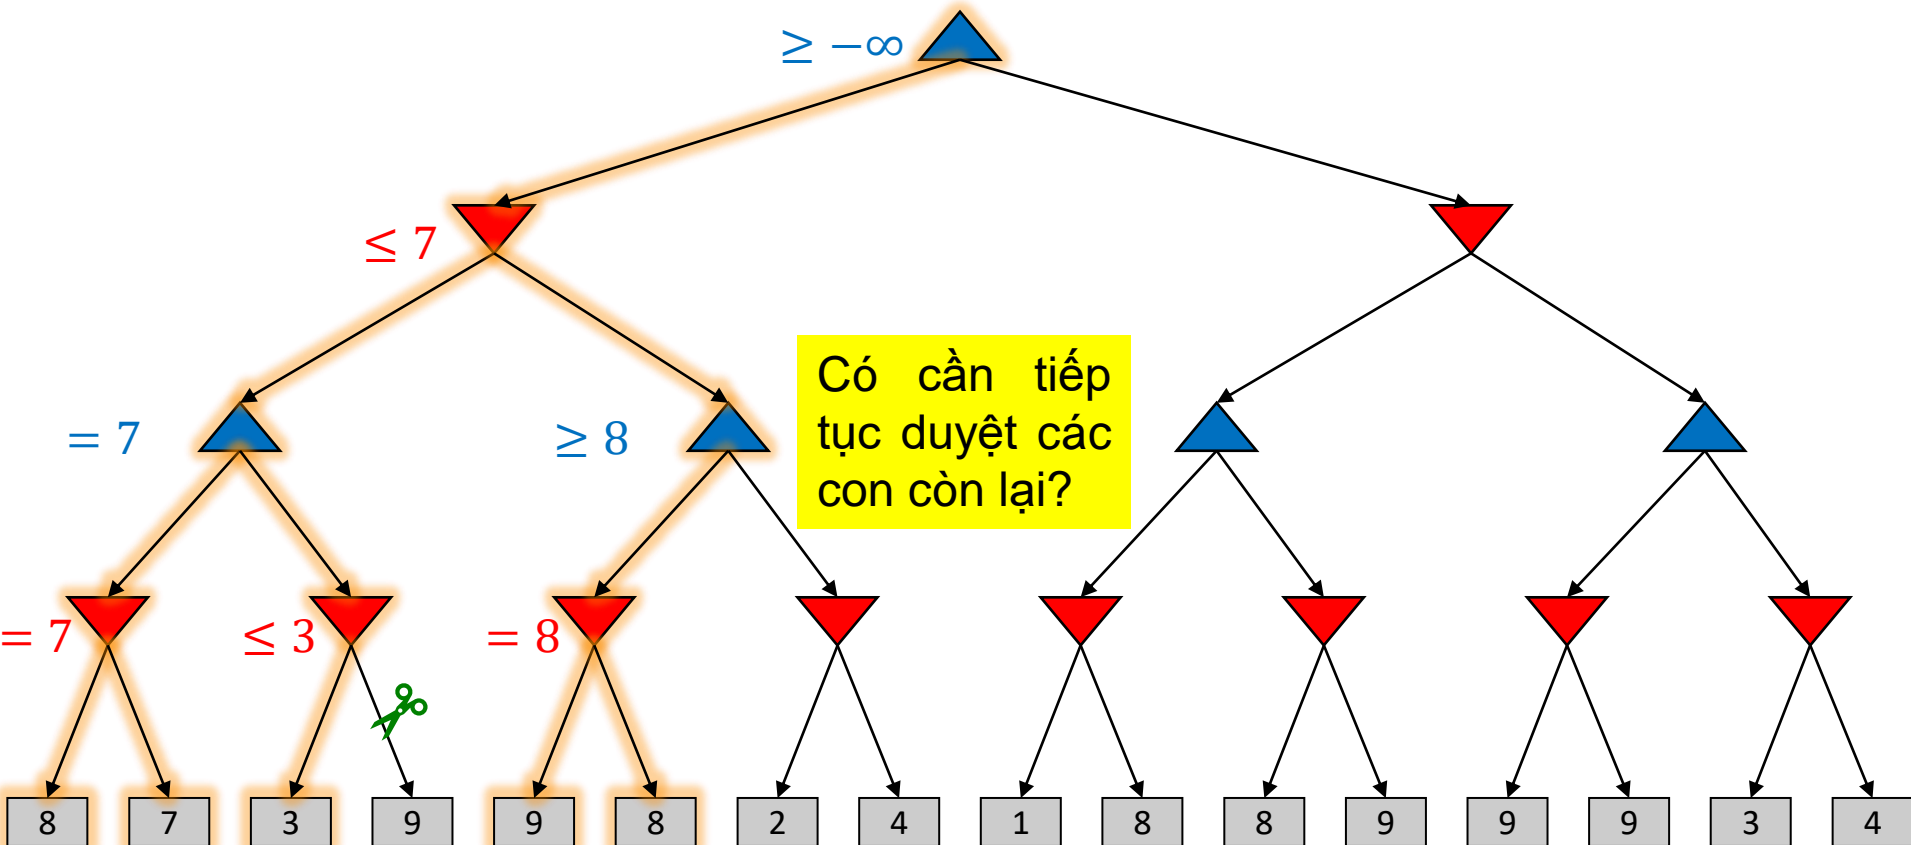 ≥ −∞
≤ 7
Có cần tiếp
tục duyệt các
con còn lại?
= 7
≥ 8
= 7
≤ 3
= 8
8 7 3 9 9 8 2 4 1 8 8 9 9 9 3 4